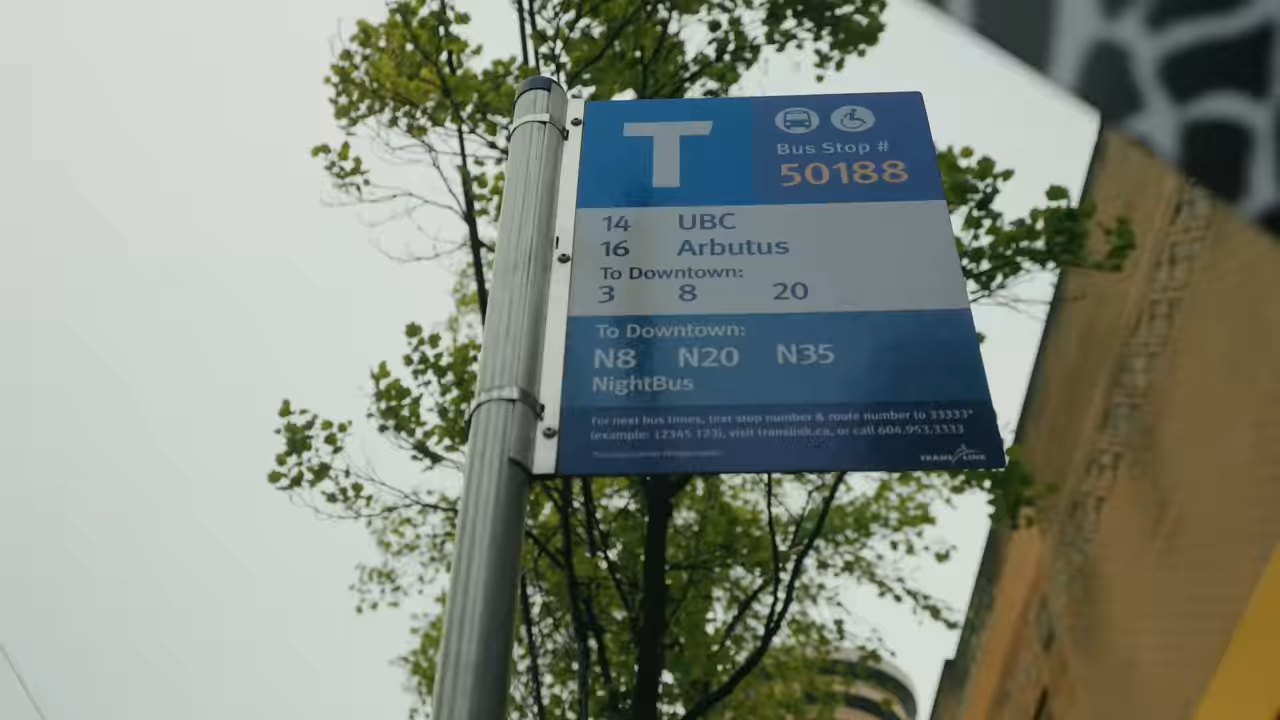 T
Bus Stop #
50188
14 UBC
16 Arbutus
To Downtown:
3 8 20
To Downtown:
N8 N20 N35
NightBus
For next bus times, text stop number & route number to 33333*
(example: 12345 123), visit translink.ca, or call 604.953.3333
TRANSLINK